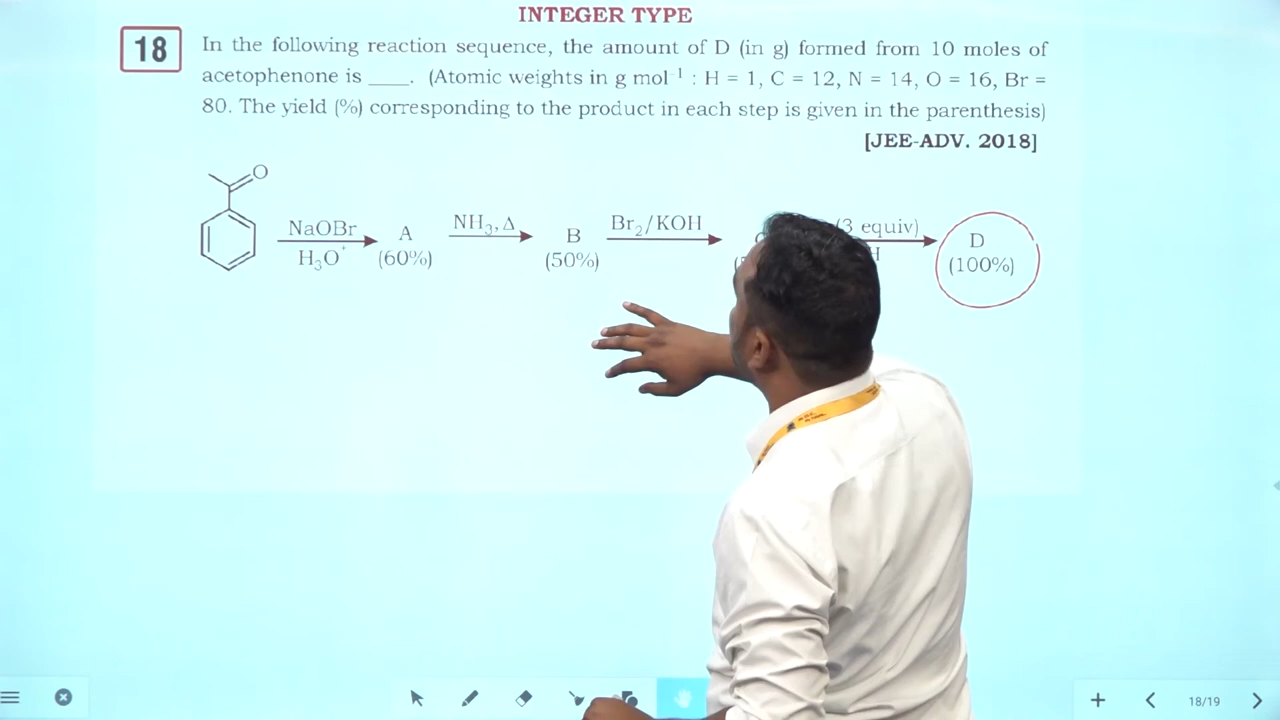 INTEGER TYPE
18
In the following reaction sequence, the amount of D (in g) formed from 10 moles of
acetophenone is ____. (Atomic weights in g mol⁻¹ : H = 1, C = 12, N = 14, O = 16, Br =
80. The yield (%) corresponding to the product in each step is given in the parenthesis)
[JEE-ADV. 2018]
O
NaOBr
H₃O⁺
A
(60%)
NH₃, Δ
B
(50%)
Br₂/KOH
(3 equiv)
D
(100%)
18/19